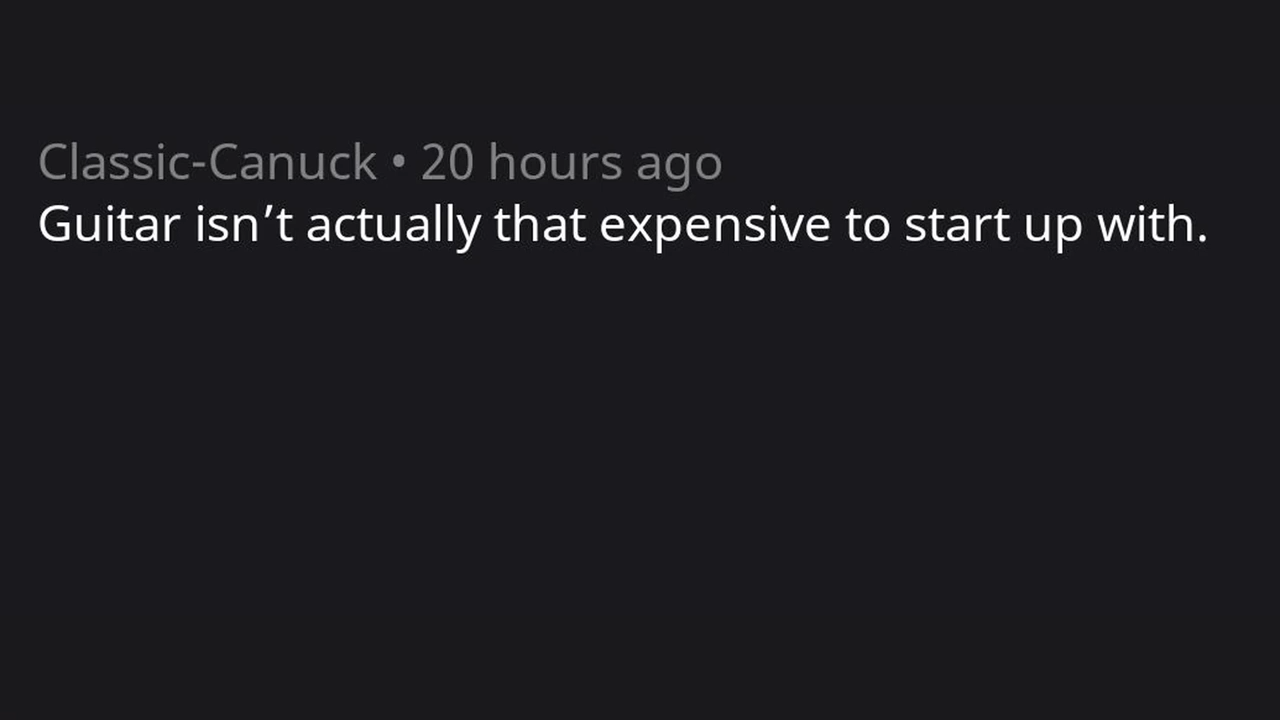 Classic-Canuck • 20 hours ago
Guitar isn’t actually that expensive to start up with.